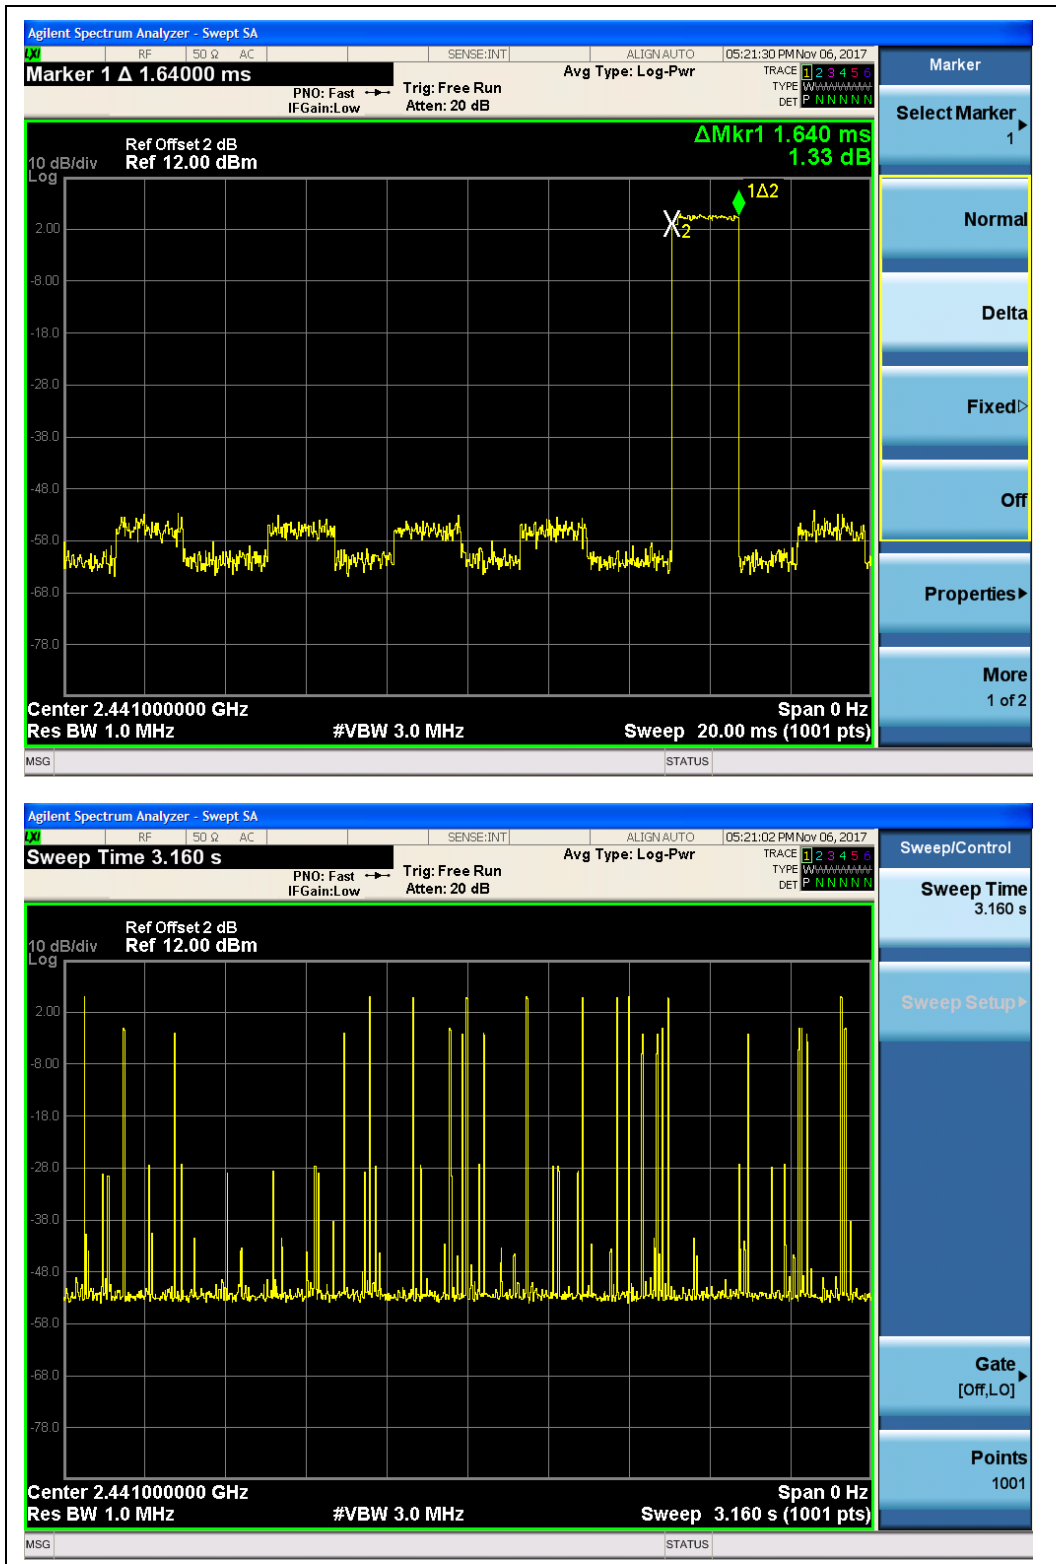 Agilent Spectrum Analyzer - Swept SA
LXI RF 50 Ω AC SENSE:INT ALIGNAUTO 05:21:30 PMNov 06, 2017
Marker 1 Δ 1.64000 ms
PNO: Fast
IFGain:Low
Trig: Free Run
Atten: 20 dB
Avg Type: Log-Pwr
TRACE 1 2 3 4 5 6
TYPE
DET P N N N N N
Ref Offset 2 dB
10 dB/div Ref 12.00 dBm
Log
ΔMkr1 1.640 ms
1.33 dB
1Δ2
2
2.00
-8.00
-18.0
-28.0
-38.0
-48.0
-58.0
-68.0
-78.0
Center 2.441000000 GHz Span 0 Hz
Res BW 1.0 MHz #VBW 3.0 MHz Sweep 20.00 ms (1001 pts)
MSG STATUS
Marker
Select Marker
1
Normal
Delta
Fixed
Off
Properties
More
1 of 2
Agilent Spectrum Analyzer - Swept SA
LXI RF 50 Ω AC SENSE:INT ALIGNAUTO 05:21:02 PMNov 06, 2017
Sweep Time 3.160 s
PNO: Fast
IFGain:Low
Trig: Free Run
Atten: 20 dB
Avg Type: Log-Pwr
TRACE 1 2 3 4 5 6
TYPE
DET P N N N N N
Ref Offset 2 dB
10 dB/div Ref 12.00 dBm
Log
2.00
-8.00
-18.0
-28.0
-38.0
-48.0
-58.0
-68.0
-78.0
Center 2.441000000 GHz Span 0 Hz
Res BW 1.0 MHz #VBW 3.0 MHz Sweep 3.160 s (1001 pts)
MSG STATUS
Sweep/Control
Sweep Time
3.160 s
Sweep Setup
Gate
[Off,LO]
Points
1001